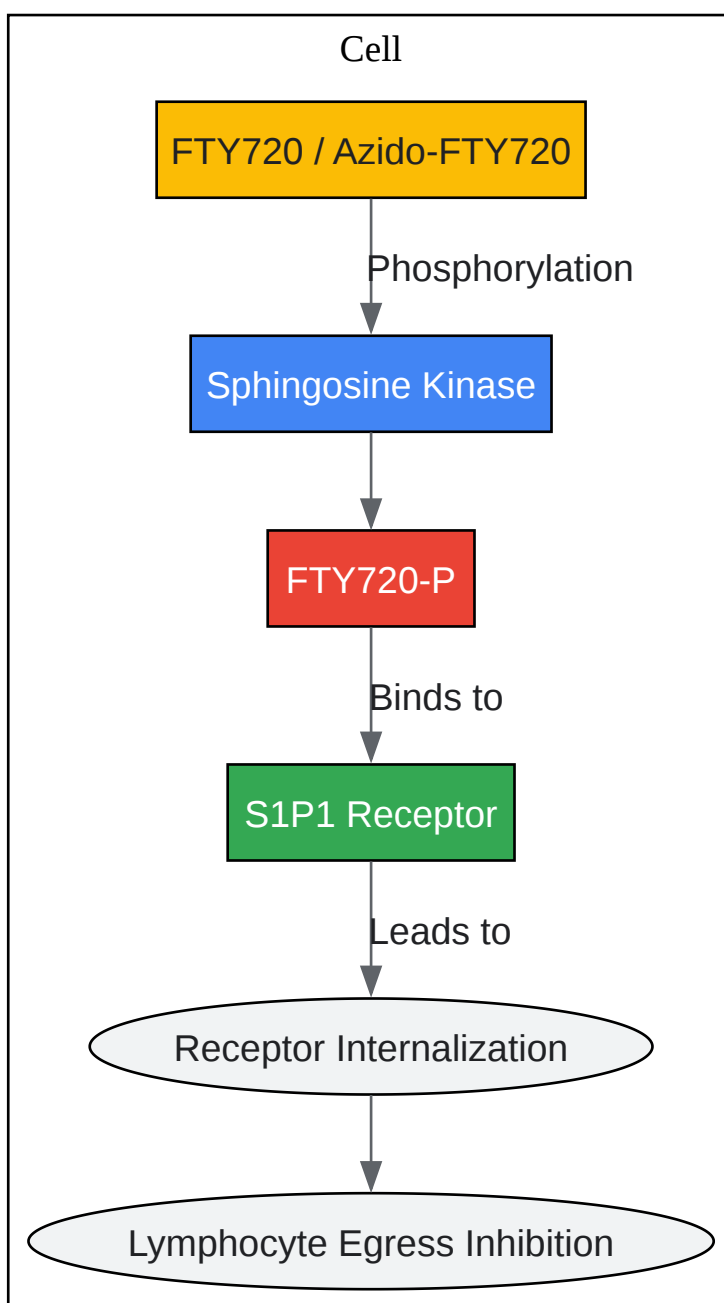 Cell
FTY720 / Azido-FTY720
Phosphorylation
Sphingosine Kinase
FTY720-P
Binds to
S1P1 Receptor
Leads to
Receptor Internalization
Lymphocyte Egress Inhibition